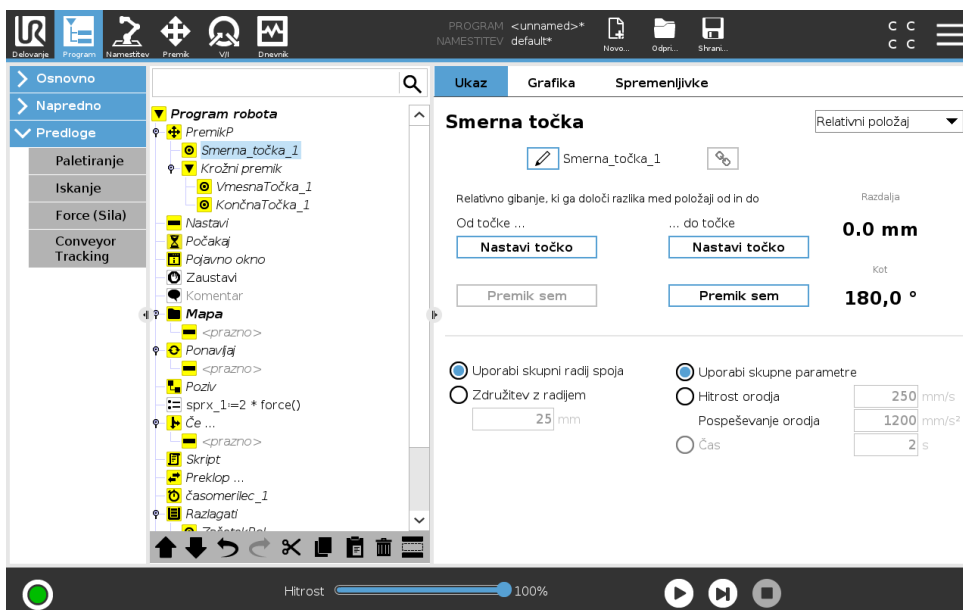 UR
PROGRAM <unnamed>*
NAMESTITEV default*
Delovanje Program Namestitev Premik V/I Dnevnik Novo... Odpri... Shrani...
C C
C C
Osnovno
Napredno
Predloge
Paletiranje
Iskanje
Force (Sila)
Conveyor
Tracking
Program robota
PremikP
Smerna_točka_1
Krožni premik
VmesnaTočka_1
KončnaTočka_1
Nastavi
Počakaj
Pojavno okno
Zaustavi
Komentar
Mapa
<prazno>
Ponavljaj
<prazno>
Poziv
sprx_1≔2 * force()
Če ...
<prazno>
Skript
Preklop ...
časomerilec_1
Razlagati
Ukaz Grafika Spremenljivke
Smerna točka Relativni položaj
Smerna_točka_1
Relativno gibanje, ki ga določi razlika med položaji od in do Razdalja
Od točke ... ... do točke 0.0 mm
Nastavi točko Nastavi točko
Kot
Premik sem Premik sem 180,0 °
Uporabi skupni radij spoja Uporabi skupne parametre
Združitev z radijem Hitrost orodja 250 mm/s
25 mm Pospeševanje orodja 1200 mm/s²
Čas 2 s
Hitrost 100%